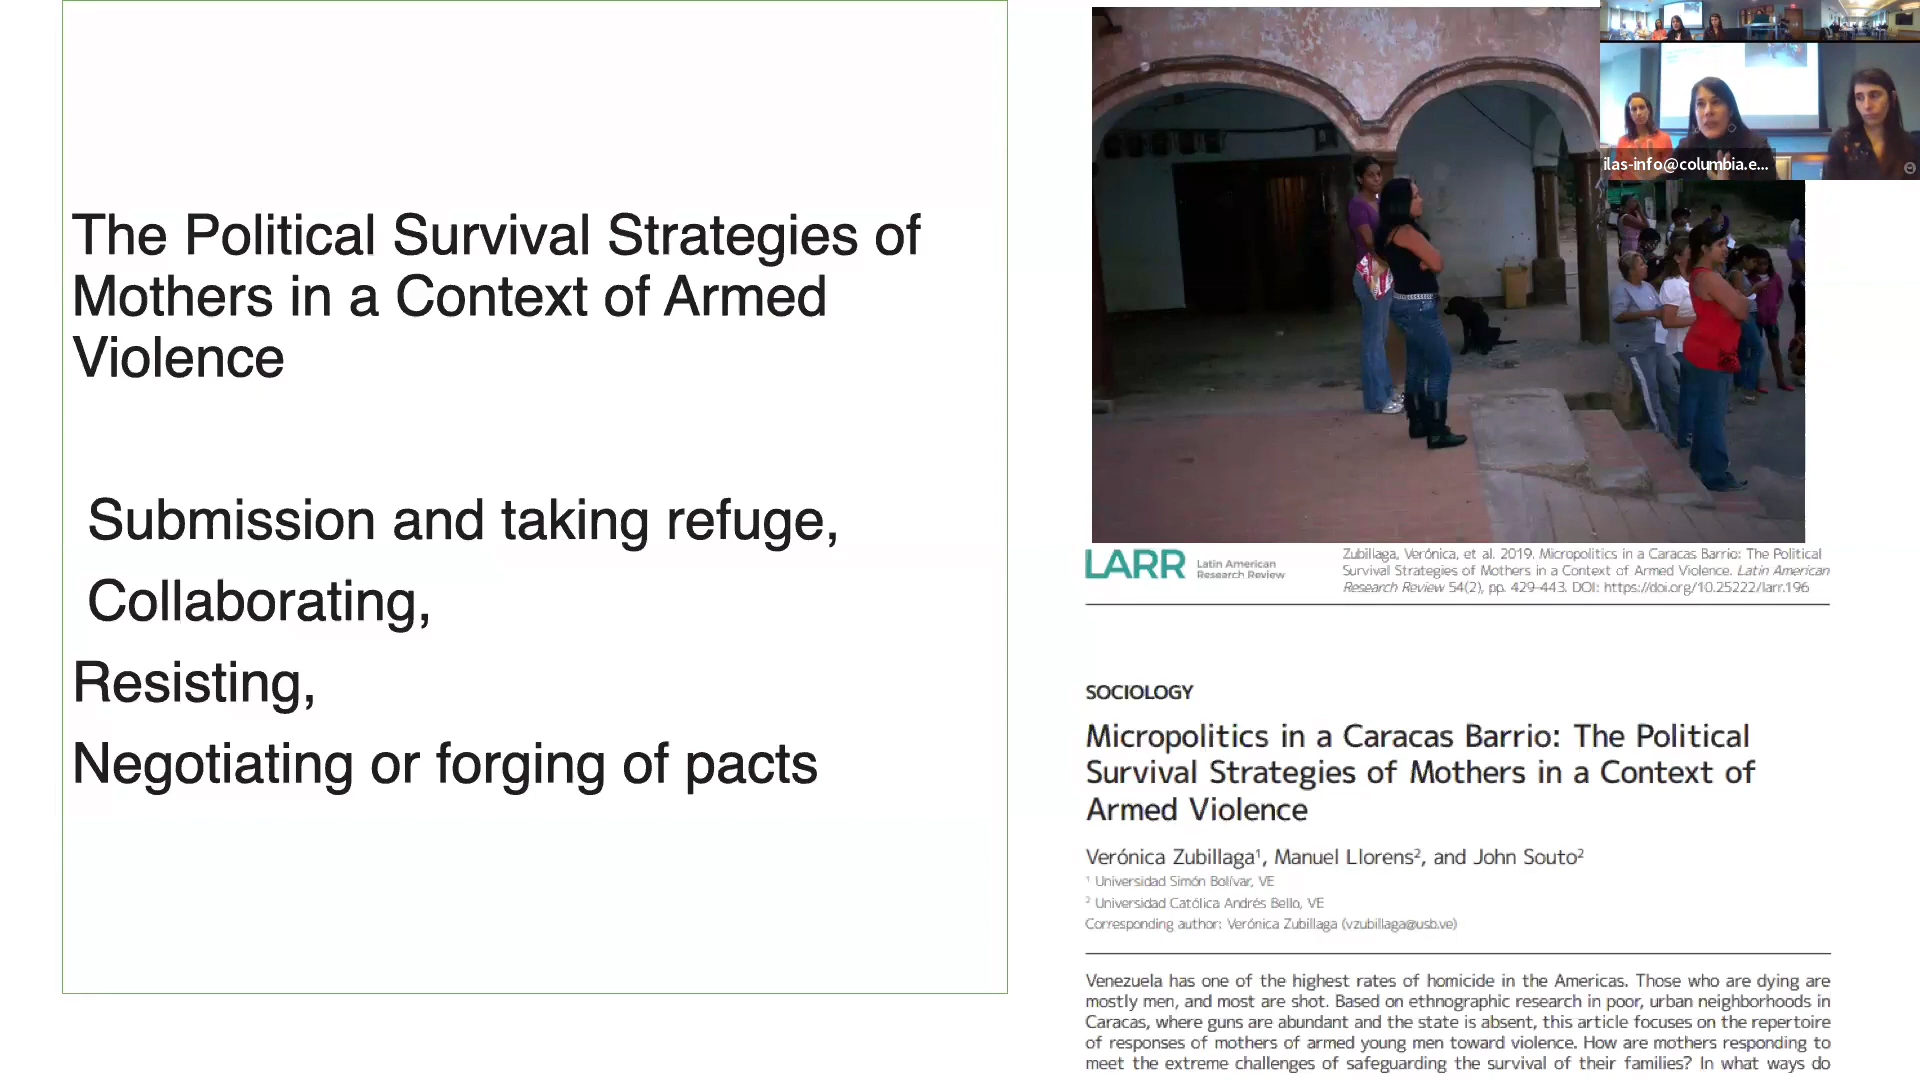 The Political Survival Strategies of
Mothers in a Context of Armed
Violence
Submission and taking refuge,
Collaborating,
Resisting,
Negotiating or forging of pacts
ilas-info@columbia.e...
LARR
Latin American
Research Review
Zubillaga, Verónica, et al. 2019. Micropolitics in a Caracas Barrio: The Political
Survival Strategies of Mothers in a Context of Armed Violence. Latin American
Research Review 54(2), pp. 429–443. DOI: https://doi.org/10.25222/larr.196
SOCIOLOGY
Micropolitics in a Caracas Barrio: The Political
Survival Strategies of Mothers in a Context of
Armed Violence
Verónica Zubillaga¹, Manuel Llorens², and John Souto²
¹ Universidad Simón Bolívar, VE
² Universidad Católica Andrés Bello, VE
Corresponding author: Verónica Zubillaga (vzubillaga@usb.ve)
Venezuela has one of the highest rates of homicide in the Americas. Those who are dying are
mostly men, and most are shot. Based on ethnographic research in poor, urban neighborhoods in
Caracas, where guns are abundant and the state is absent, this article focuses on the repertoire
of responses of mothers of armed young men toward violence. How are mothers responding to
meet the extreme challenges of safeguarding the survival of their families? In what ways do